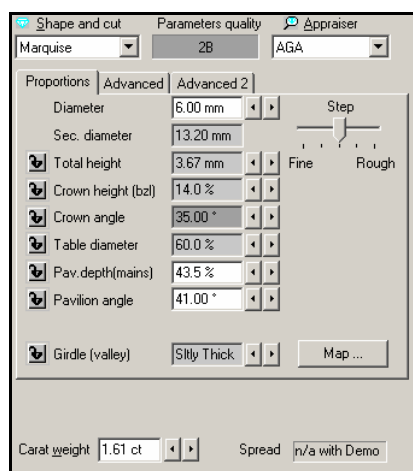 Shape and cut Parameters quality Appraiser
Marquise 2B AGA
Proportions Advanced Advanced 2
Diameter 6.00 mm Step
Sec. diameter 13.20 mm
Total height 3.67 mm Fine Rough
Crown height (bzl) 14.0 %
Crown angle 35.00 °
Table diameter 60.0 %
Pav.depth(mains) 43.5 %
Pavilion angle 41.00 °
Girdle (valley) Sltly Thick Map ...
Carat weight 1.61 ct Spread n/a with Demo